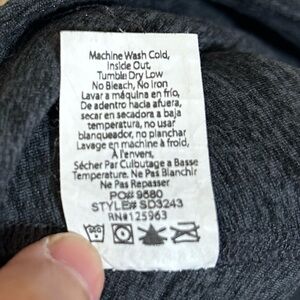 Machine Wash Cold,
Inside Out,
Tumble Dry Low
No Bleach, No Iron
Lavar a máquina en frío,
De adentro hacia afuera,
secar en secadora a baja
temperatura, no usar
blanqueador, no planchar
Lavage en machine à froid,
À l'envers,
Sécher Par Culbutage a Basse
Temperature. Ne Pas Blanchir
Ne Pas Repasser
PO# 9680
STYLE# SD3243
RN#125963